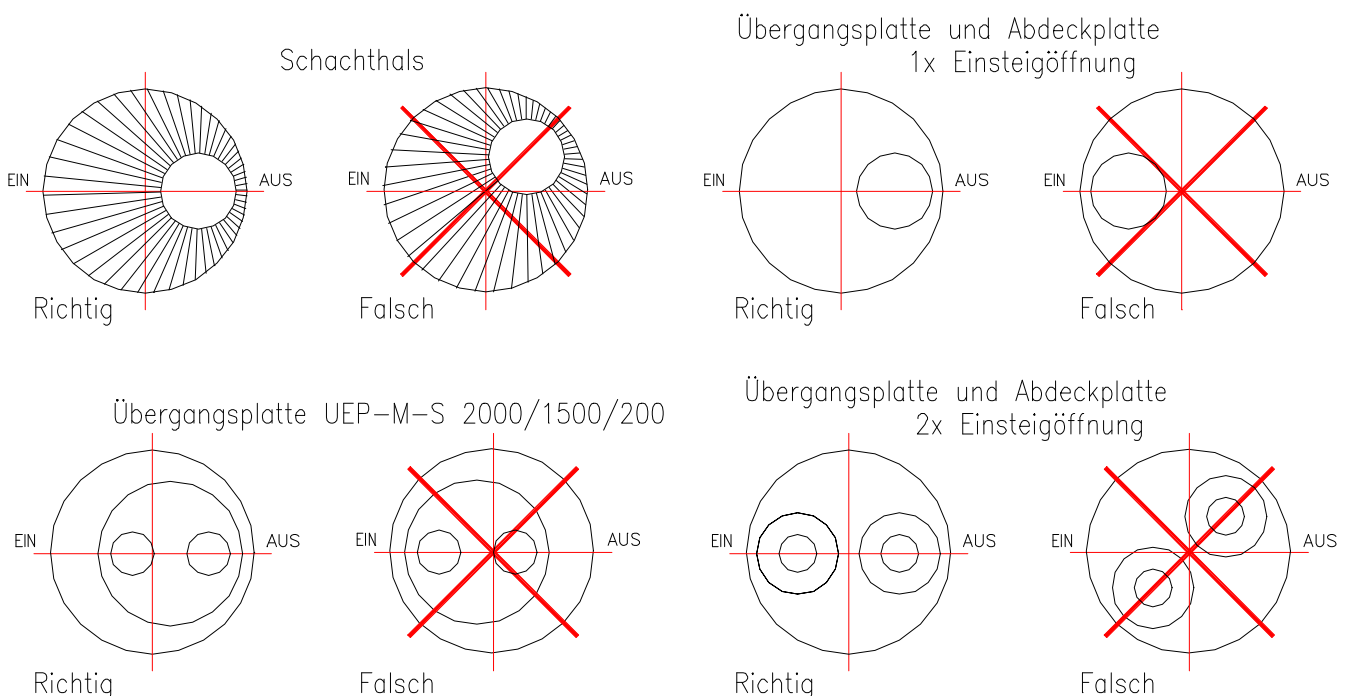 Schachthals
EIN
AUS
EIN
AUS
Richtig
Falsch
Übergangsplatte und Abdeckplatte
1x Einsteigöffnung
EIN
AUS
EIN
AUS
Richtig
Falsch
Übergangsplatte UEP-M-S 2000/1500/200
EIN
AUS
EIN
AUS
Richtig
Falsch
Übergangsplatte und Abdeckplatte
2x Einsteigöffnung
EIN
AUS
EIN
AUS
Richtig
Falsch